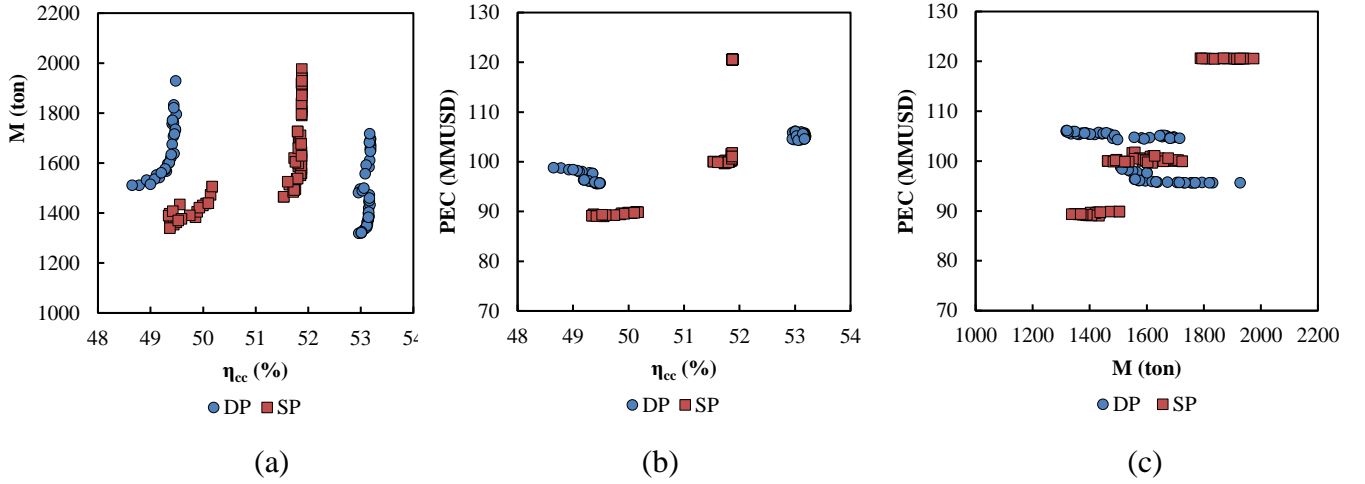 2200
2000
1800
1600
1400
1200
1000
M (ton)
48 49 50 51 52 53 54
η_cc (%)
DP SP
(a)
130
120
110
100
90
80
70
PEC (MMUSD)
48 49 50 51 52 53 54
η_cc (%)
DP SP
(b)
130
120
110
100
90
80
70
PEC (MMUSD)
1000 1200 1400 1600 1800 2000 2200
M (ton)
DP SP
(c)